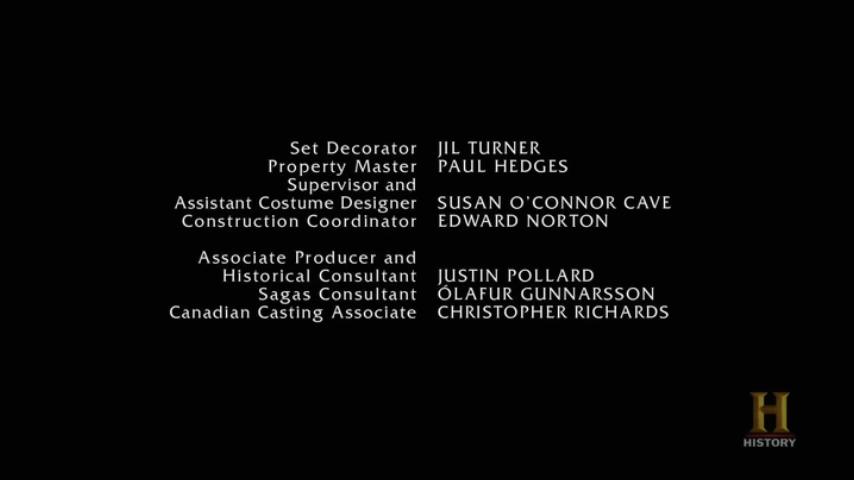 Set Decorator JIL TURNER
Property Master PAUL HEDGES
Supervisor and
Assistant Costume Designer SUSAN O'CONNOR CAVE
Construction Coordinator EDWARD NORTON
Associate Producer and
Historical Consultant JUSTIN POLLARD
Sagas Consultant ÓLAFUR GUNNARSSON
Canadian Casting Associate CHRISTOPHER RICHARDS
H
HISTORY